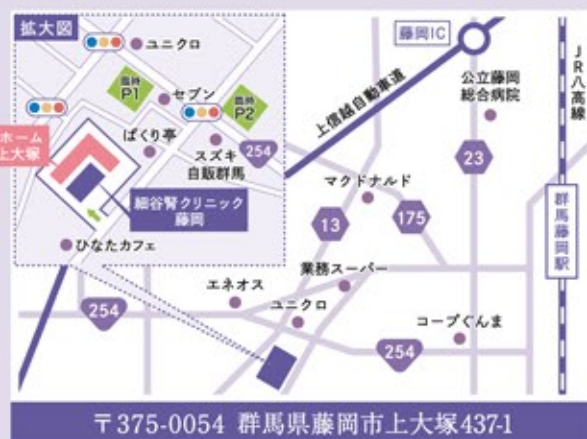 拡大図
ユニクロ
臨時
P1
セブン
臨時
P2
ぱくり亭
スズキ
自販群馬
254
ホーム
上大塚
細谷腎クリニック
藤岡
ひなたカフェ
藤岡IC
上信越自動車道
公立藤岡
総合病院
JR八高線
23
マクドナルド
13
175
群馬藤岡駅
業務スーパー
エネオス
ユニクロ
254
コープぐんま
254
〒375-0054 群馬県藤岡市上大塚437-1